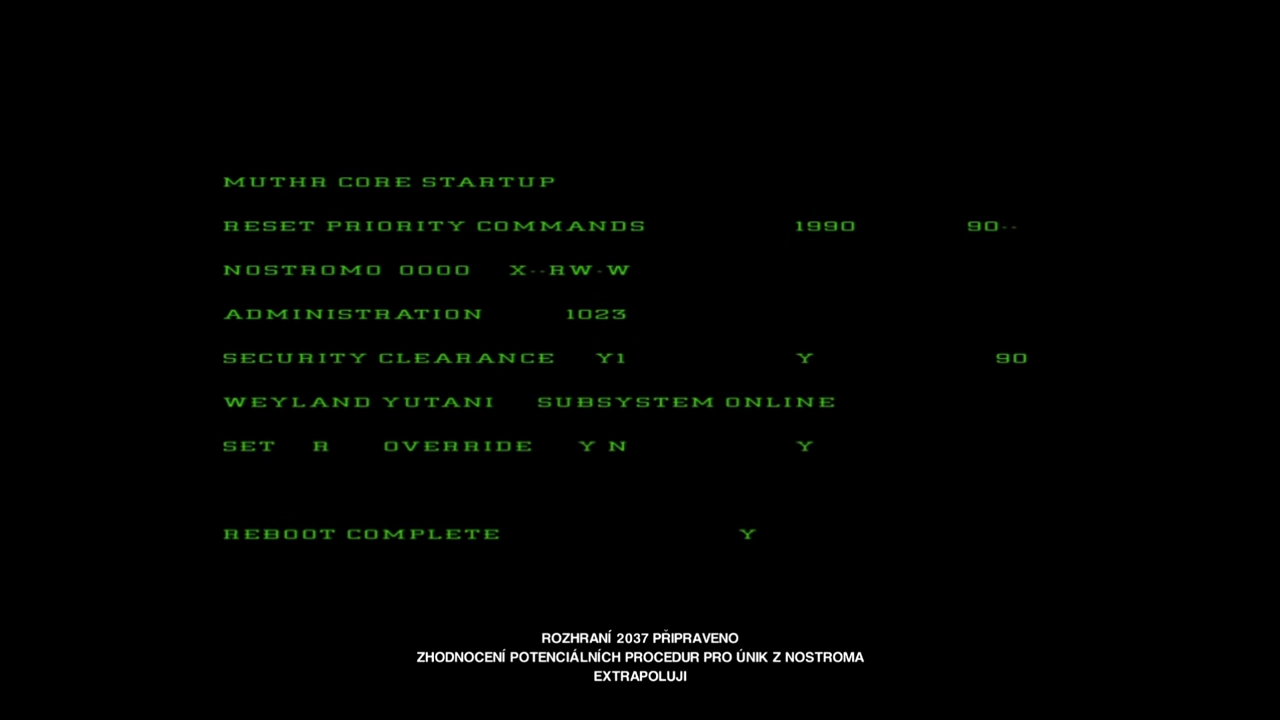 MUTHR CORE STARTUP
RESET PRIORITY COMMANDS 1990 90--
NOSTROMO 0000 X--RW-W
ADMINISTRATION 1023
SECURITY CLEARANCE Y1 Y 90
WEYLAND YUTANI SUBSYSTEM ONLINE
SET R OVERRIDE Y N Y
REBOOT COMPLETE Y
ROZHRANÍ 2037 PŘIPRAVENO
ZHODNOCENÍ POTENCIÁLNÍCH PROCEDUR PRO ÚNIK Z NOSTROMA
EXTRAPOLUJI